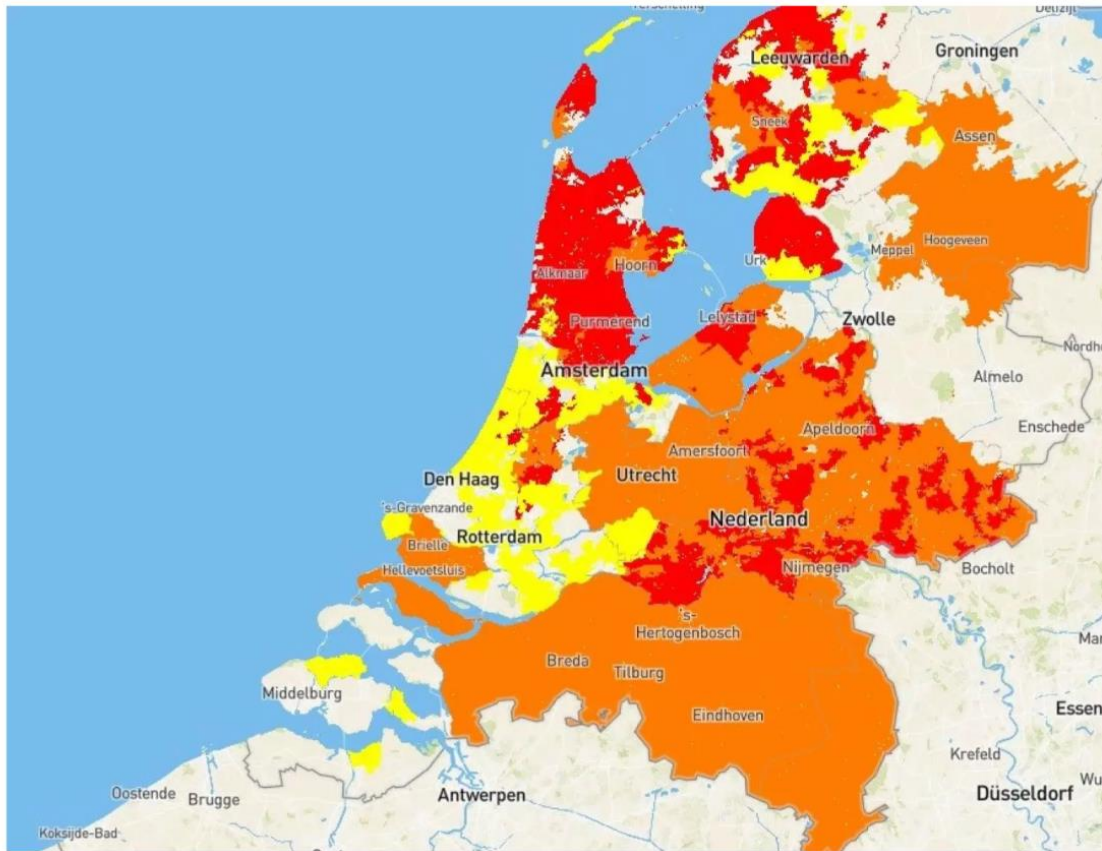 Terschelling
Delfzijl
Groningen
Leeuwarden
Assen
Sneek
Hoogeveen
Meppel
Urk
Hoorn
Alkmaar
Purmerend
Lelystad
Zwolle
Amsterdam
Almelo
Enschede
Apeldoorn
Amersfoort
Utrecht
Den Haag
's-Gravenzande
Rotterdam
Nederland
Brielle
Hellevoetsluis
Nijmegen
Bocholt
's-
Hertogenbosch
Breda
Tilburg
Middelburg
Eindhoven
Essen
Krefeld
Düsseldorf
Antwerpen
Oostende
Brugge
Koksijde-Bad